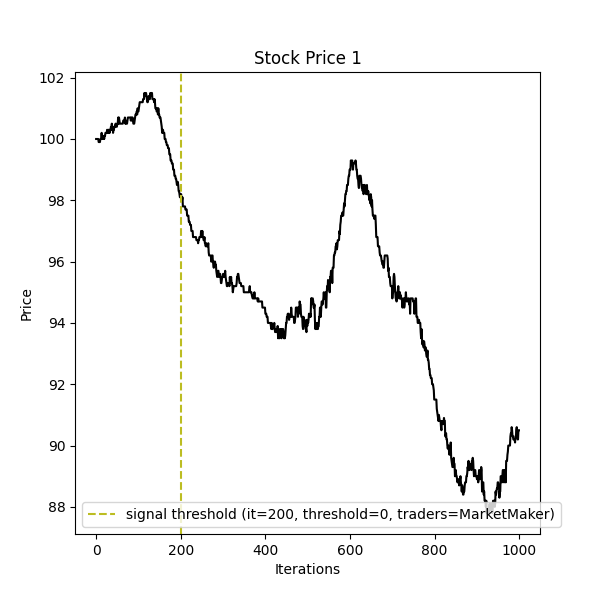 Stock Price 1
102
100
98
96
94
92
90
88
Price
signal threshold (it=200, threshold=0, traders=MarketMaker)
0 200 400 600 800 1000
Iterations